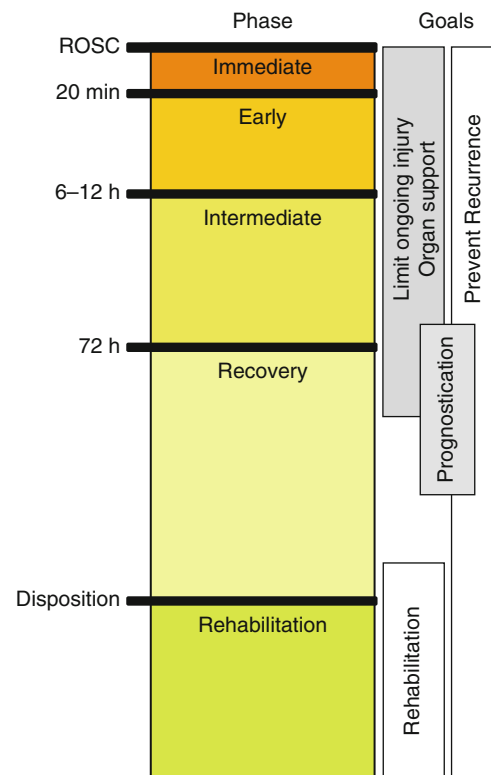 Phase
Goals
ROSC
Immediate
20 min
Early
6–12 h
Intermediate
72 h
Recovery
Disposition
Rehabilitation
Limit ongoing injury
Organ support
Prevent Recurrence
Prognostication
Rehabilitation